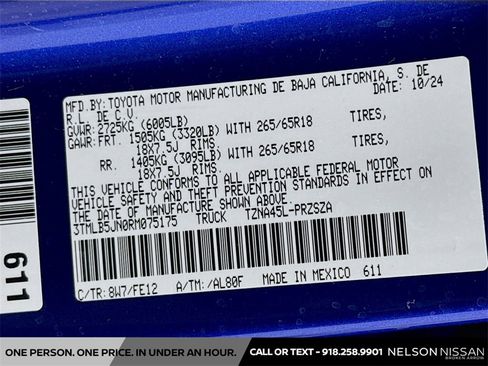 MFD.BY:TOYOTA MOTOR MANUFACTURING DE BAJA CALIFORNIA, S. DE
R.L. DE C.V. DATE: 10/24
GVWR: 2725KG (6005LB)
GAWR:FRT. 1505KG (3320LB) WITH 265/65R18 TIRES,
18X7.5J RIMS.
RR. 1405KG (3095LB) WITH 265/65R18 TIRES,
18X7.5J RIMS.
THIS VEHICLE CONFORMS TO ALL APPLICABLE FEDERAL MOTOR
VEHICLE SAFETY AND THEFT PREVENTION STANDARDS IN EFFECT ON
THE DATE OF MANUFACTURE SHOWN ABOVE.
3TMLB5JN0RM075175 TRUCK TZNA45L-PRZSZA
C/TR: 8W7/FE12 A/TM: /AL80F MADE IN MEXICO 611
611
ONE PERSON. ONE PRICE. IN UNDER AN HOUR. CALL OR TEXT - 918.258.9901 NELSON NISSAN
BROKEN ARROW